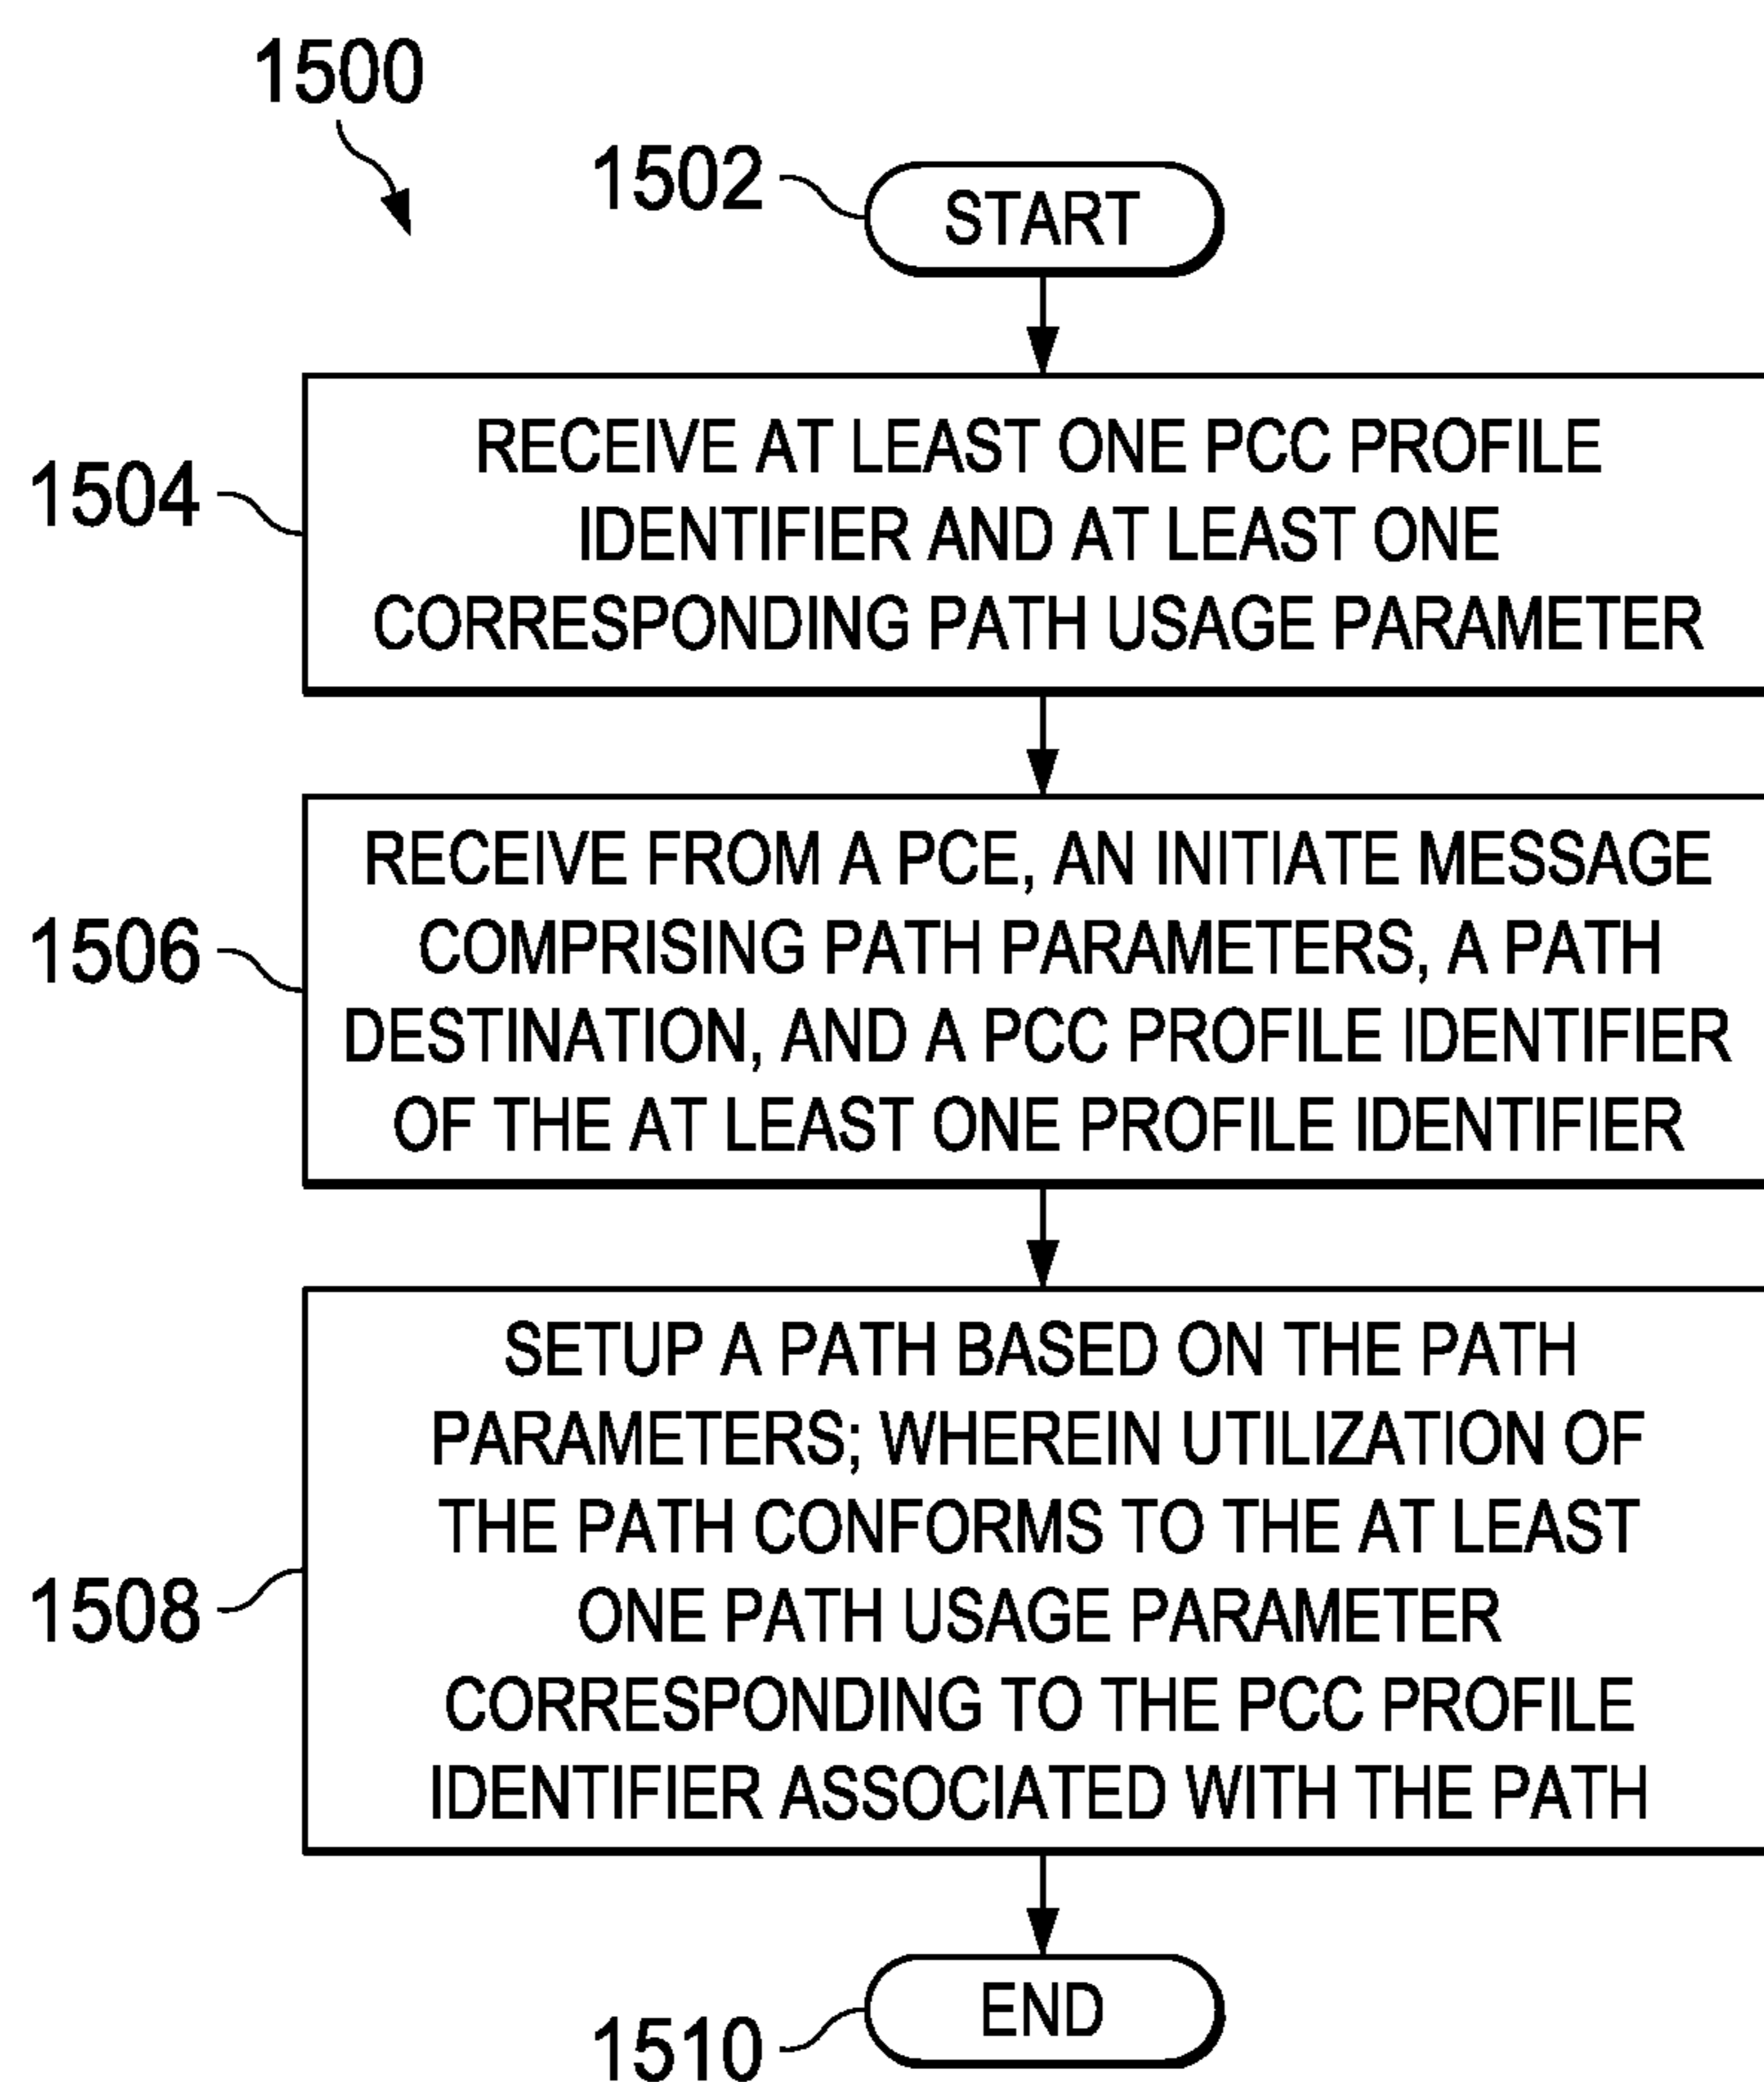 1500
1502
START
1504
RECEIVE AT LEAST ONE PCC PROFILE
IDENTIFIER AND AT LEAST ONE
CORRESPONDING PATH USAGE PARAMETER
1506
RECEIVE FROM A PCE, AN INITIATE MESSAGE
COMPRISING PATH PARAMETERS, A PATH
DESTINATION, AND A PCC PROFILE IDENTIFIER
OF THE AT LEAST ONE PROFILE IDENTIFIER
1508
SETUP A PATH BASED ON THE PATH
PARAMETERS; WHEREIN UTILIZATION OF
THE PATH CONFORMS TO THE AT LEAST
ONE PATH USAGE PARAMETER
CORRESPONDING TO THE PCC PROFILE
IDENTIFIER ASSOCIATED WITH THE PATH
1510
END